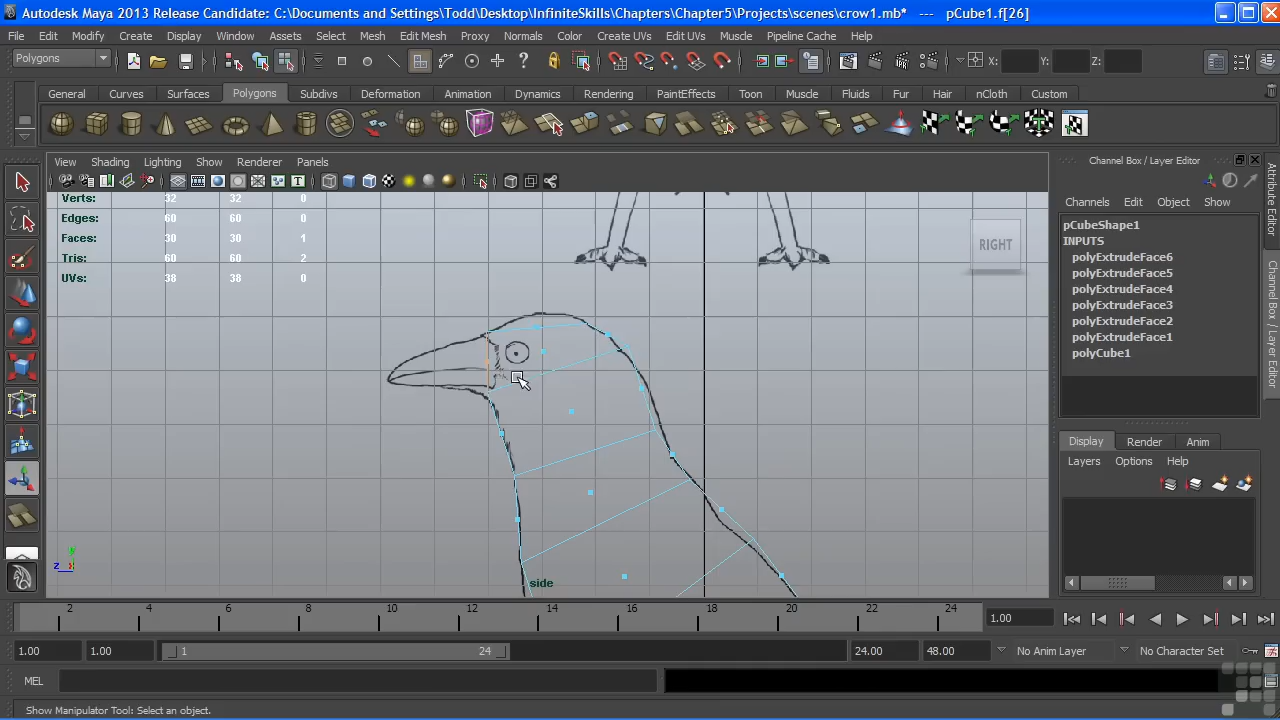 Autodesk Maya 2013 Release Candidate: C:\Documents and Settings\Todd\Desktop\InfiniteSkills\Chapters\Chapter5\Projects\scenes\crow1.mb* --- pCube1.f[26]
File Edit Modify Create Display Window Assets Select Mesh Edit Mesh Proxy Normals Color Create UVs Edit UVs Muscle Pipeline Cache Help
Polygons X: Y: Z:
General Curves Surfaces Polygons Subdivs Deformation Animation Dynamics Rendering PaintEffects Toon Muscle Fluids Fur Hair nCloth Custom
View Shading Lighting Show Renderer Panels
Channel Box / Layer Editor
Verts: 32 32 0
Edges: 60 60 0
Faces: 30 30 1
Tris: 60 60 2
UVs: 38 38 0
RIGHT
side
y
z x
Channels Edit Object Show
pCubeShape1
INPUTS
polyExtrudeFace6
polyExtrudeFace5
polyExtrudeFace4
polyExtrudeFace3
polyExtrudeFace2
polyExtrudeFace1
polyCube1
Display Render Anim
Layers Options Help
Attribute Editor
Channel Box / Layer Editor
2 4 6 8 10 12 14 16 18 20 22 24
1.00
1.00 1.00 1 24 24.00 48.00 No Anim Layer No Character Set
MEL
Show Manipulator Tool: Select an object.